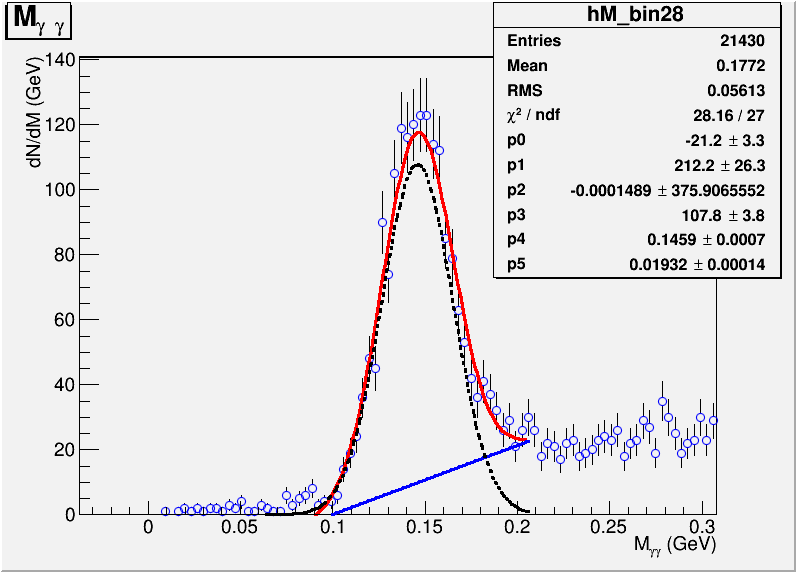 Mγ γ
hM_bin28
Entries 21430
Mean 0.1772
RMS 0.05613
χ² / ndf 28.16 / 27
p0 -21.2 ± 3.3
p1 212.2 ± 26.3
p2 -0.0001489 ± 375.9065552
p3 107.8 ± 3.8
p4 0.1459 ± 0.0007
p5 0.01932 ± 0.00014
dN/dM (GeV)
140
120
100
80
60
40
20
0
0 0.05 0.1 0.15 0.2 0.25 0.3
Mγγ (GeV)